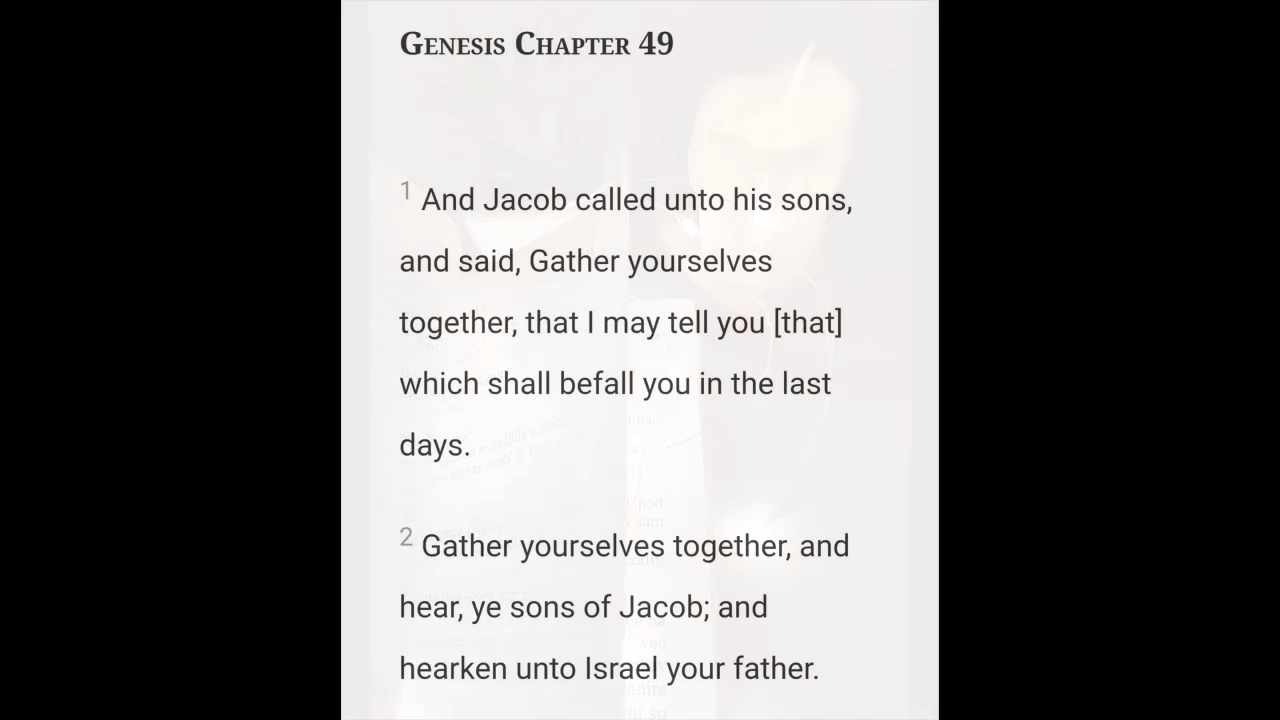 Genesis Chapter 49
1 And Jacob called unto his sons,
and said, Gather yourselves
together, that I may tell you [that]
which shall befall you in the last
days.
2 Gather yourselves together, and
hear, ye sons of Jacob; and
hearken unto Israel your father.